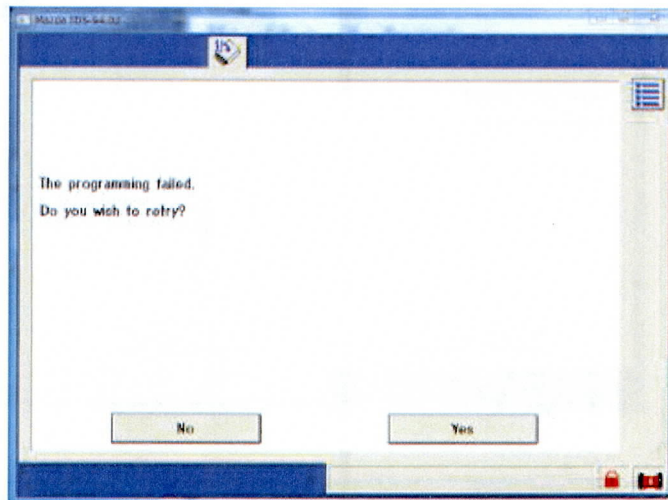 The programming failed.
Do you wish to retry?
No
Yes